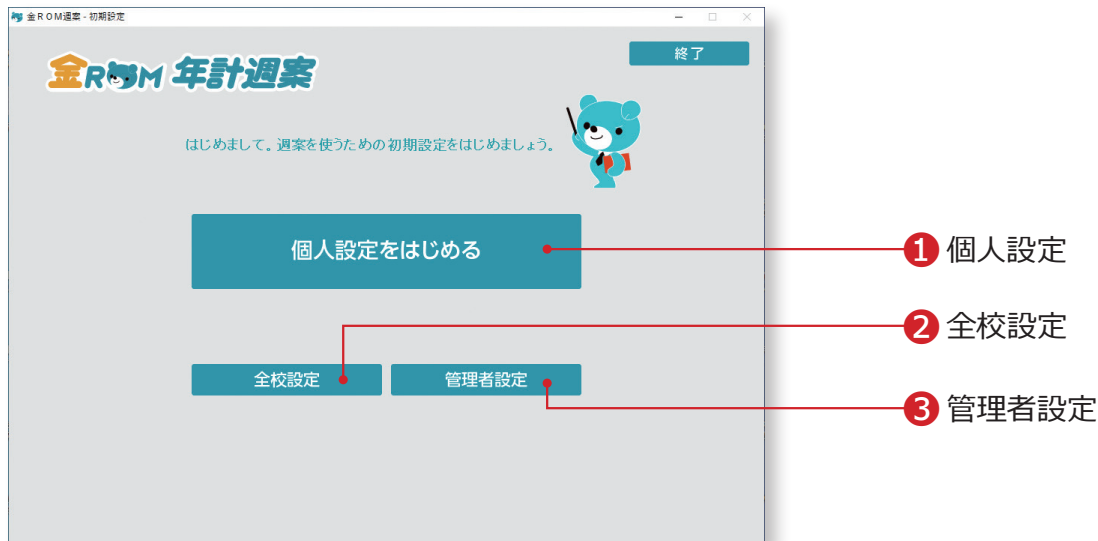 金ROM週案 - 初期設定
終了
金ROM 年計週案
はじめまして。週案を使うための初期設定をはじめましょう。
個人設定をはじめる
1 個人設定
2 全校設定
全校設定
管理者設定
3 管理者設定